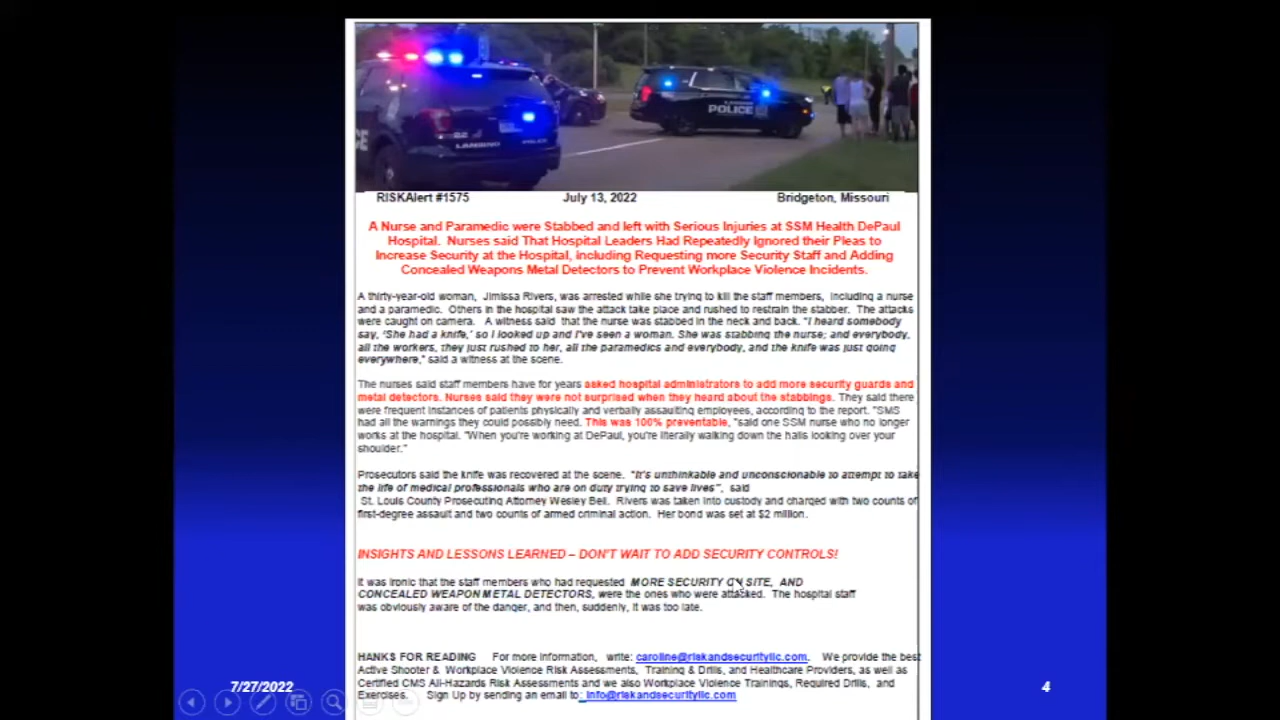 POLICE
22
LANSING POLICE
RISKAlert #1575 July 13, 2022 Bridgeton, Missouri
A Nurse and Paramedic were Stabbed and left with Serious Injuries at SSM Health DePaul
Hospital. Nurses said That Hospital Leaders Had Repeatedly Ignored their Pleas to
Increase Security at the Hospital, including Requesting more Security Staff and Adding
Concealed Weapons Metal Detectors to Prevent Workplace Violence Incidents.
A thirty-year-old woman, Jimissa Rivers, was arrested while she trying to kill the staff members, including a nurse
and a paramedic. Others in the hospital saw the attack take place and rushed to restrain the stabber. The attacks
were caught on camera. A witness said that the nurse was stabbed in the neck and back. "I heard somebody
say, 'She had a knife,' so I looked up and I've seen a woman. She was stabbing the nurse; and everybody,
all the workers, they just rushed to her, all the paramedics and everybody, and the knife was just going
everywhere," said a witness at the scene.
The nurses said staff members have for years asked hospital administrators to add more security guards and
metal detectors. Nurses said they were not surprised when they heard about the stabbings. They said there
were frequent instances of patients physically and verbally assaulting employees, according to the report. "SMS
had all the warnings they could possibly need. This was 100% preventable, "said one SSM nurse who no longer
works at the hospital. "When you're working at DePaul, you're literally walking down the halls looking over your
shoulder."
Prosecutors said the knife was recovered at the scene. "It's unthinkable and unconscionable to attempt to take
the life of medical professionals who are on duty trying to save lives", said
St. Louis County Prosecuting Attorney Wesley Bell. Rivers was taken into custody and charged with two counts of
first-degree assault and two counts of armed criminal action. Her bond was set at $2 million.
INSIGHTS AND LESSONS LEARNED – DON'T WAIT TO ADD SECURITY CONTROLS!
It was ironic that the staff members who had requested MORE SECURITY ON SITE, AND
CONCEALED WEAPON METAL DETECTORS, were the ones who were attacked. The hospital staff
was obviously aware of the danger, and then, suddenly, it was too late.
THANKS FOR READING For more information, write: caroline@riskandsecurityllc.com. We provide the best
Active Shooter & Workplace Violence Risk Assessments, Training & Drills, and Healthcare Providers, as well as
Certified CMS All-Hazards Risk Assessments and we also Workplace Violence Trainings, Required Drills, and
Exercises. Sign Up by sending an email to: info@riskandsecurityllc.com
7/27/2022 4